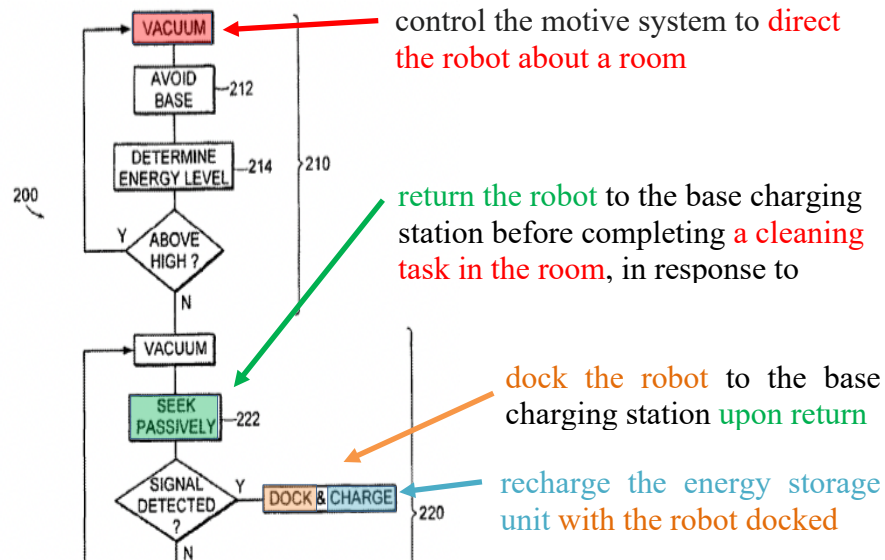 VACUUM
control the motive system to direct
the robot about a room
AVOID
BASE
212
DETERMINE
ENERGY LEVEL
214
210
200
return the robot to the base charging
station before completing a cleaning
task in the room, in response to
Y
ABOVE
HIGH ?
N
VACUUM
dock the robot to the base
charging station upon return
SEEK
PASSIVELY
222
SIGNAL
DETECTED
?
Y
DOCK & CHARGE
recharge the energy storage
unit with the robot docked
220
N